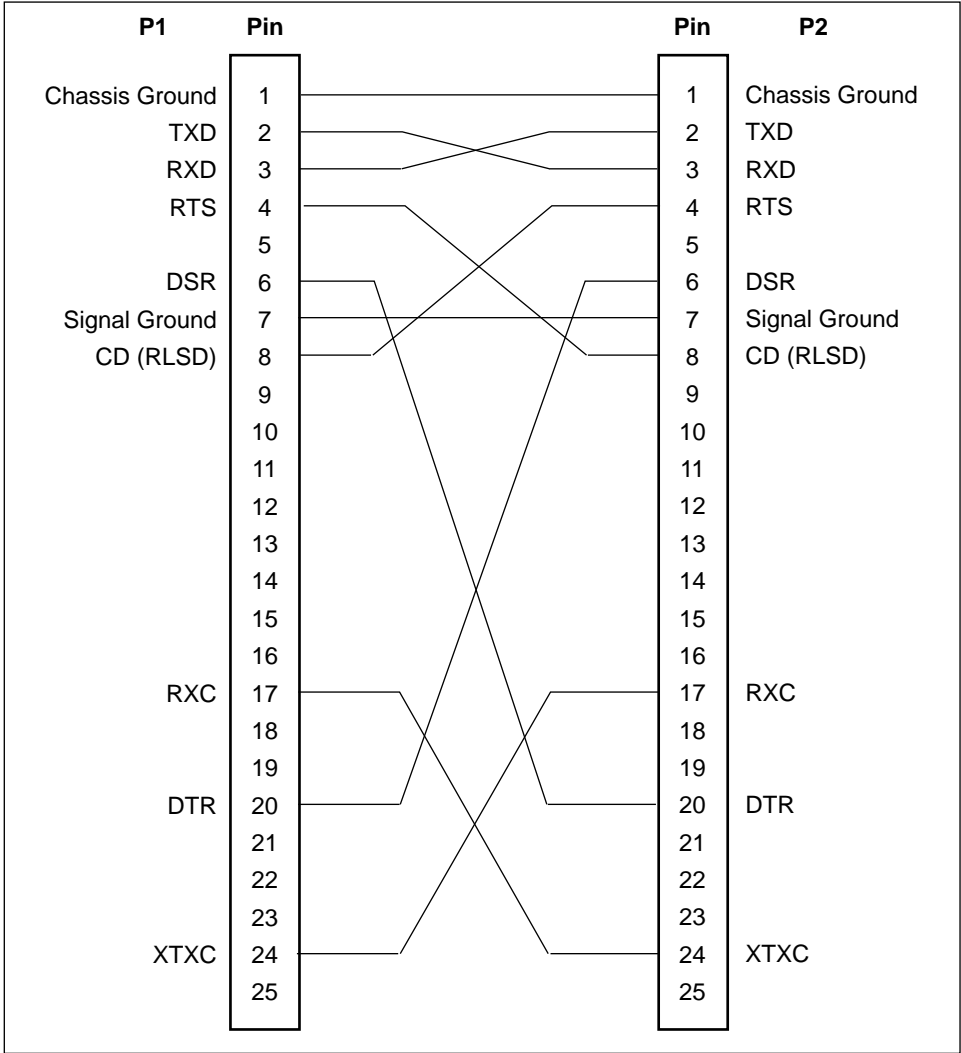 P1 Pin Pin P2
Chassis Ground 1 1 Chassis Ground
TXD 2 2 TXD
RXD 3 3 RXD
RTS 4 4 RTS
5 5
DSR 6 6 DSR
Signal Ground 7 7 Signal Ground
CD (RLSD) 8 8 CD (RLSD)
9 9
10 10
11 11
12 12
13 13
14 14
15 15
16 16
RXC 17 17 RXC
18 18
19 19
DTR 20 20 DTR
21 21
22 22
23 23
XTXC 24 24 XTXC
25 25